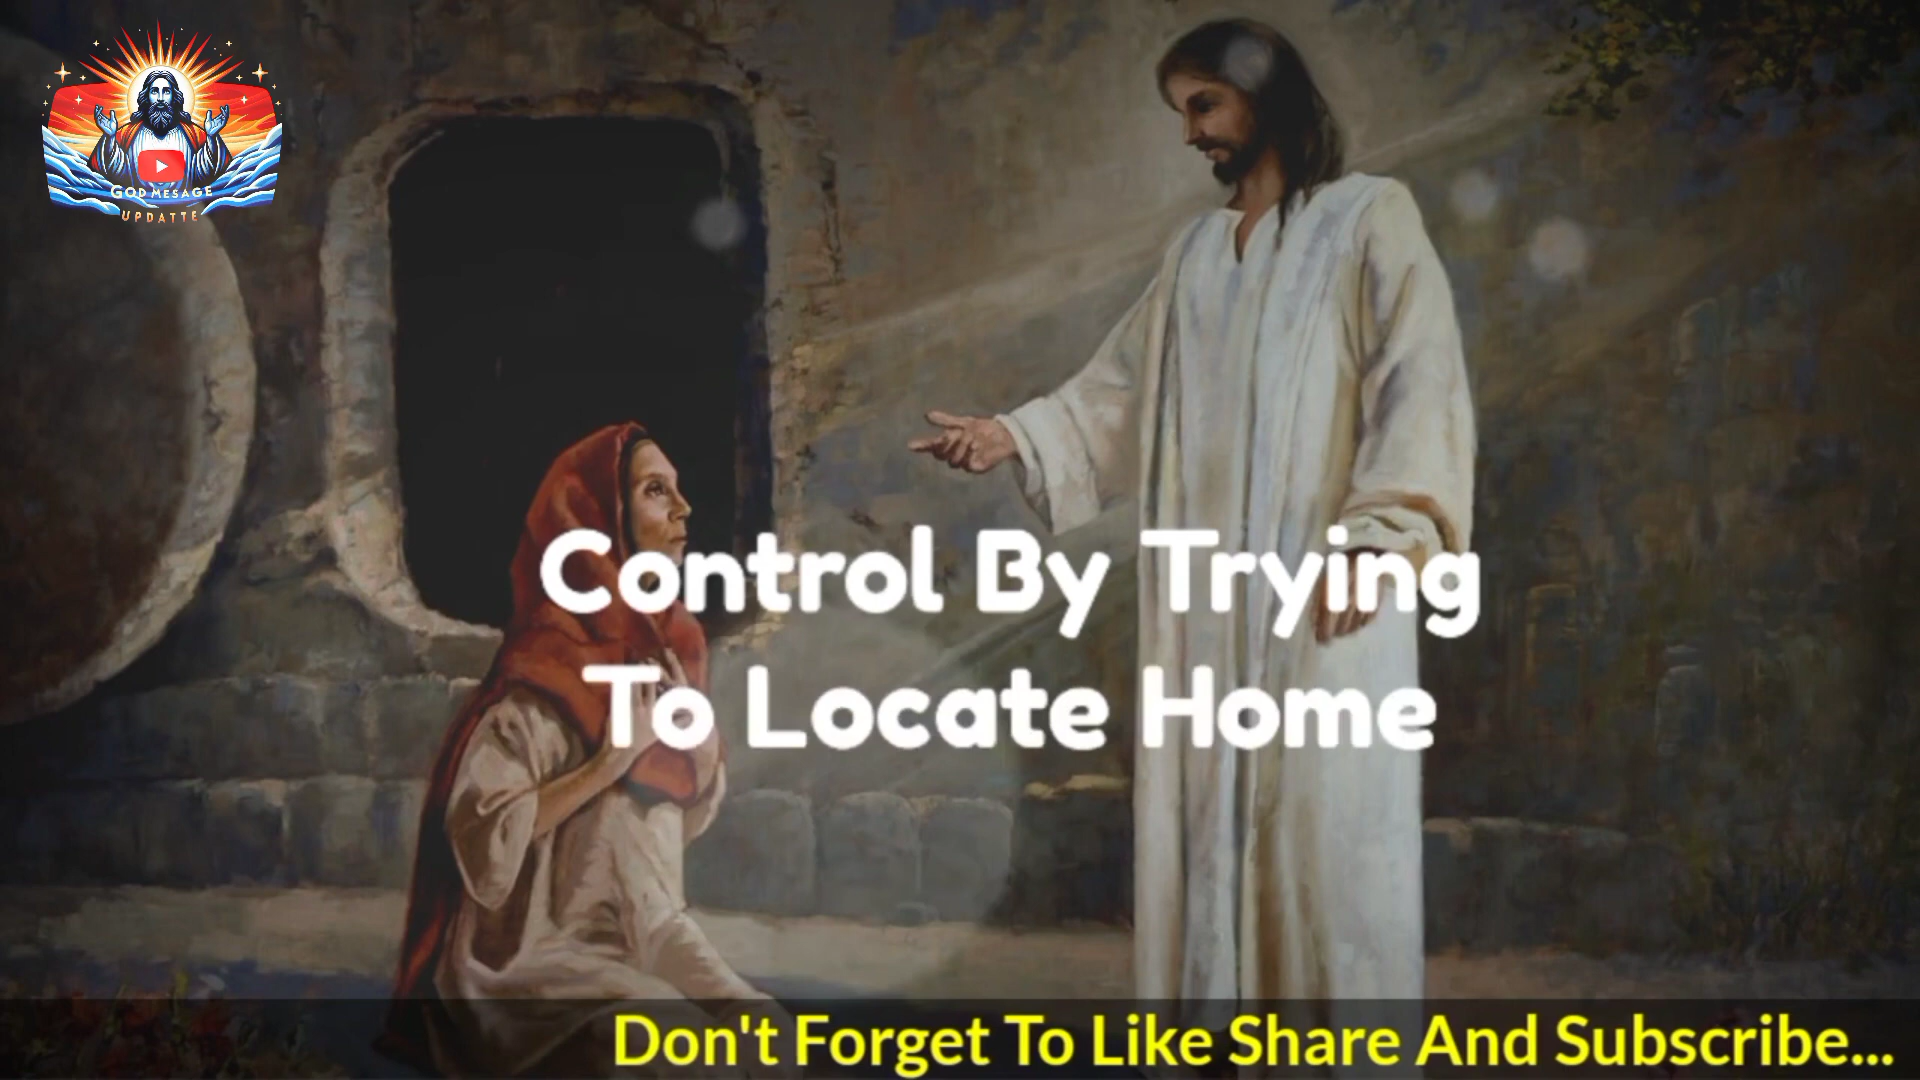 GOD MESAGE
UPDATTE
Control By Trying
To Locate Home
Don't Forget To Like Share And Subscribe...